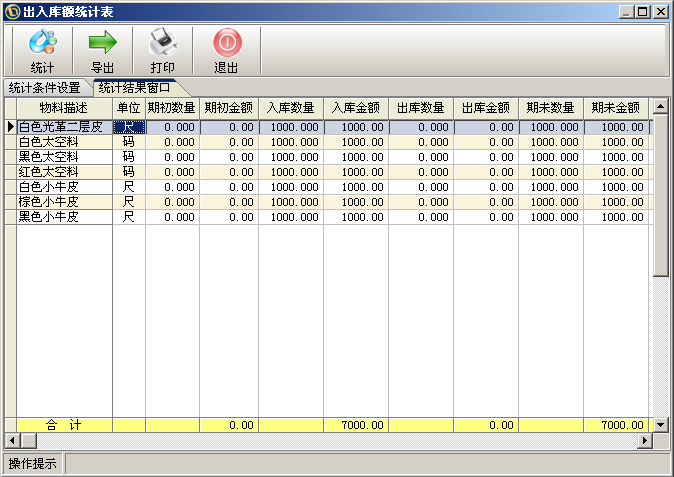 出入库额统计表
统计 导出 打印 退出
统计条件设置 统计结果窗口
物料描述 单位 期初数量 期初金额 入库数量 入库金额 出库数量 出库金额 期未数量 期未金额
白色光革二层皮 尺 0.000 0.00 1000.000 1000.00 0.000 0.00 1000.000 1000.00
白色太空料 码 0.000 0.00 1000.000 1000.00 0.000 0.00 1000.000 1000.00
黑色太空料 码 0.000 0.00 1000.000 1000.00 0.000 0.00 1000.000 1000.00
红色太空料 码 0.000 0.00 1000.000 1000.00 0.000 0.00 1000.000 1000.00
白色小牛皮 尺 0.000 0.00 1000.000 1000.00 0.000 0.00 1000.000 1000.00
棕色小牛皮 尺 0.000 0.00 1000.000 1000.00 0.000 0.00 1000.000 1000.00
黑色小牛皮 尺 0.000 0.00 1000.000 1000.00 0.000 0.00 1000.000 1000.00
合 计 0.00 7000.00 0.00 7000.00
操作提示